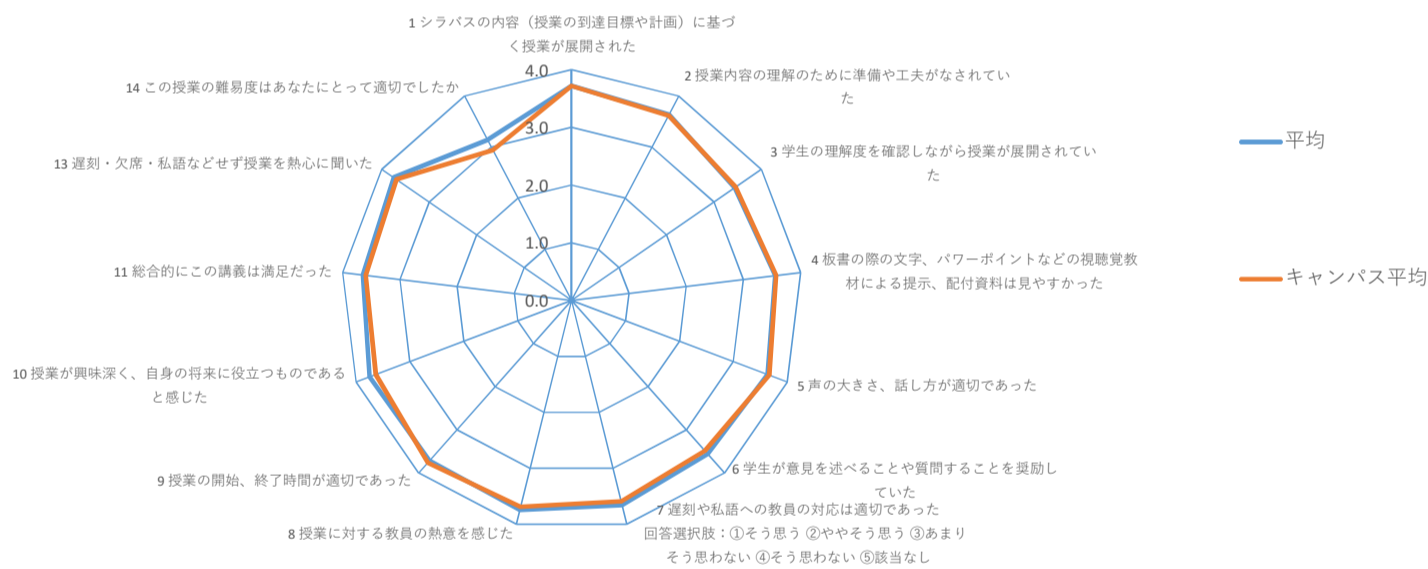 1 シラバスの内容（授業の到達目標や計画）に基づ
く授業が展開された
2 授業内容の理解のために準備や工夫がなされてい
た
3 学生の理解度を確認しながら授業が展開されてい
た
4 板書の際の文字、パワーポイントなどの視聴覚教
材による提示、配付資料は見やすかった
5 声の大きさ、話し方が適切であった
6 学生が意見を述べることや質問することを奨励し
ていた
7 遅刻や私語への教員の対応は適切であった
回答選択肢：①そう思う ②ややそう思う ③あまり
そう思わない ④そう思わない ⑤該当なし
8 授業に対する教員の熱意を感じた
9 授業の開始、終了時間が適切であった
10 授業が興味深く、自身の将来に役立つものである
と感じた
11 総合的にこの講義は満足だった
13 遅刻・欠席・私語などせず授業を熱心に聞いた
14 この授業の難易度はあなたにとって適切でしたか
4.0
3.0
2.0
1.0
0.0
平均
キャンパス平均